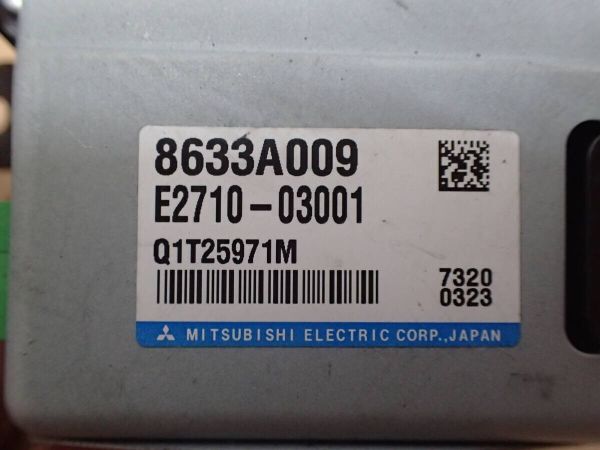 8633A009
E2710-03001
Q1T25971M
7320
0323
MITSUBISHI ELECTRIC CORP.,JAPAN